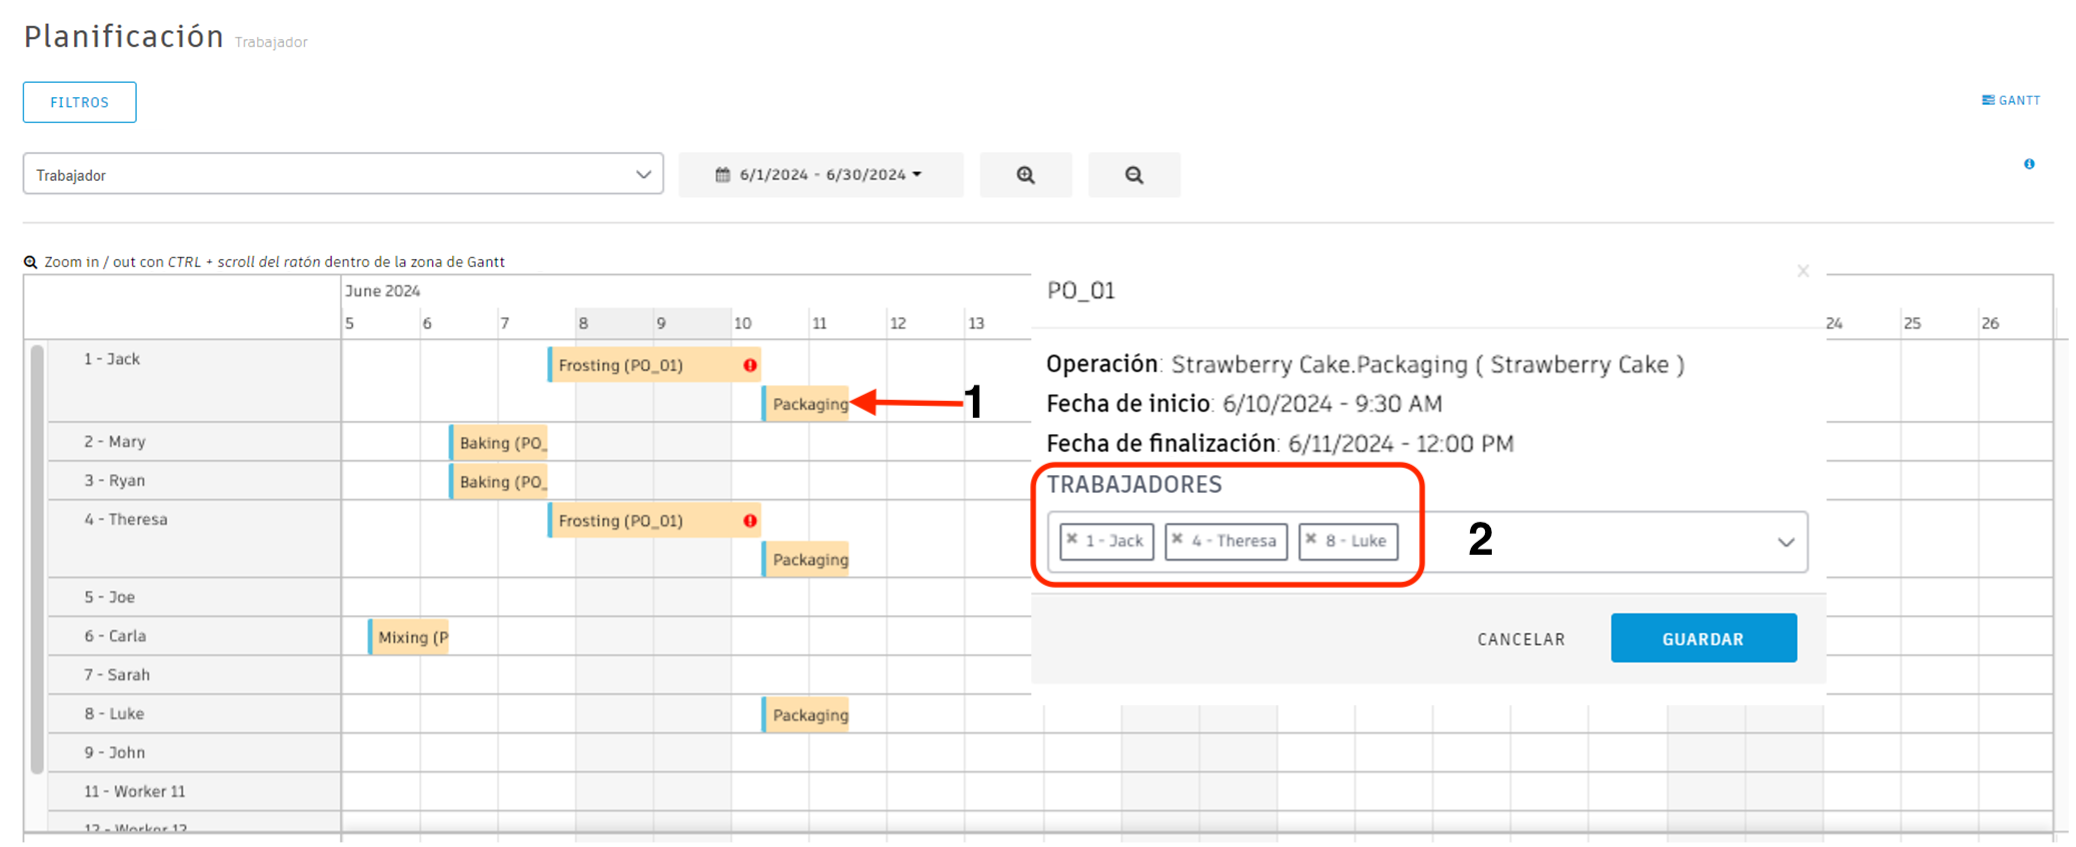 Planificación Trabajador
FILTROS
GANTT
Trabajador
6/1/2024 - 6/30/2024
Zoom in / out con CTRL + scroll del ratón dentro de la zona de Gantt
June 2024
5 6 7 8 9 10 11 12 13 24 25 26
1 - Jack
Frosting (PO_01)
Packaging
1
2 - Mary
Baking (PO_
3 - Ryan
Baking (PO_
4 - Theresa
Frosting (PO_01)
Packaging
5 - Joe
6 - Carla
Mixing (P
7 - Sarah
8 - Luke
Packaging
9 - John
11 - Worker 11
12 - Worker 12
PO_01
x
Operación: Strawberry Cake.Packaging ( Strawberry Cake )
Fecha de inicio: 6/10/2024 - 9:30 AM
Fecha de finalización: 6/11/2024 - 12:00 PM
TRABAJADORES
× 1 - Jack × 4 - Theresa × 8 - Luke
2
CANCELAR
GUARDAR